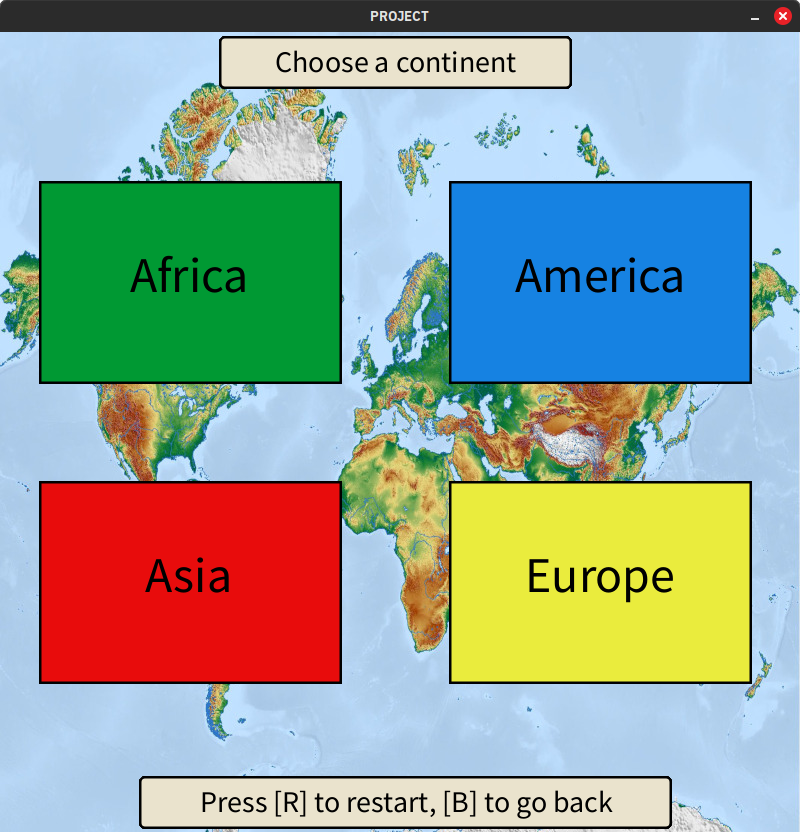 PROJECT
Choose a continent
Africa
America
Asia
Europe
Press [R] to restart, [B] to go back